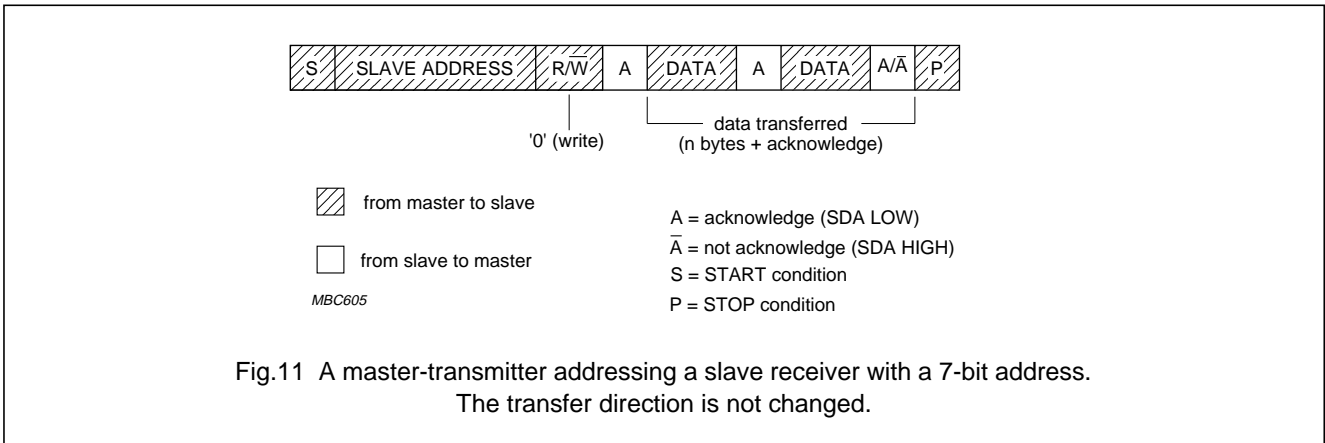 S SLAVE ADDRESS R/W̅ A DATA A DATA A/A̅ P
data transferred
'0' (write) (n bytes + acknowledge)
from master to slave
from slave to master
MBC605
A = acknowledge (SDA LOW)
A̅ = not acknowledge (SDA HIGH)
S = START condition
P = STOP condition
Fig.11 A master-transmitter addressing a slave receiver with a 7-bit address.
The transfer direction is not changed.